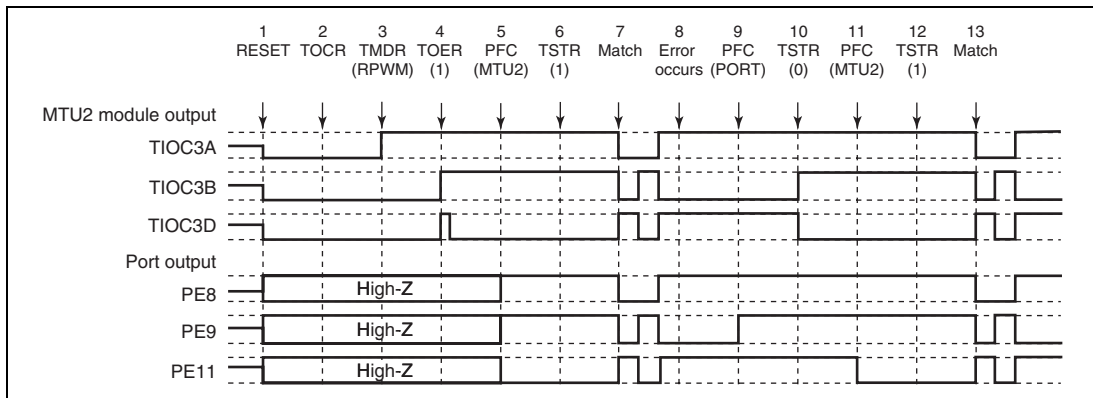 1 2 3 4 5 6 7 8 9 10 11 12 13
RESET TOCR TMDR TOER PFC TSTR Match Error PFC TSTR PFC TSTR Match
(RPWM) (1) (MTU2) (1) occurs (PORT) (0) (MTU2) (1)
MTU2 module output
TIOC3A
TIOC3B
TIOC3D
Port output
PE8 High-Z
PE9 High-Z
PE11 High-Z